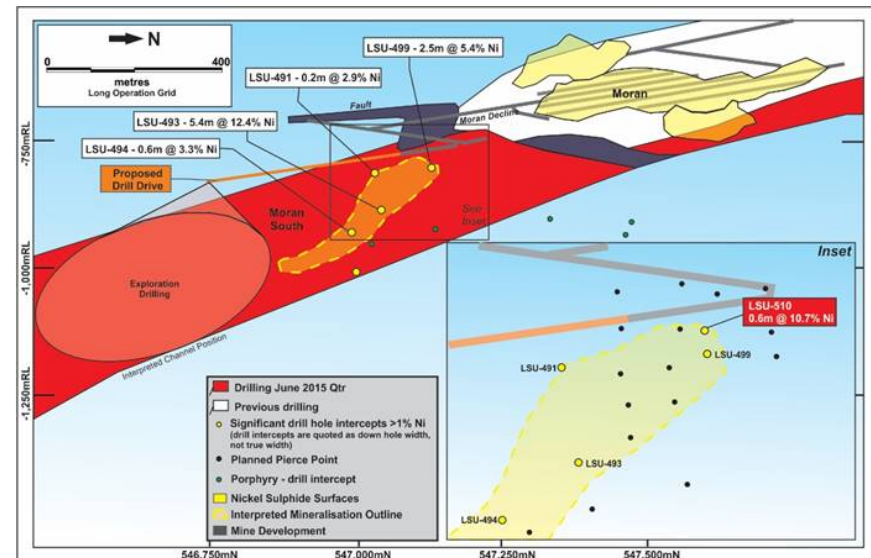 N
0 400
metres
Long Operation Grid
LSU-499 - 2.5m @ 5.4% Ni
LSU-491 - 0.2m @ 2.9% Ni
LSU-493 - 5.4m @ 12.4% Ni
LSU-494 - 0.6m @ 3.3% Ni
Fault
Moran Decline
Moran
-750mRL
Proposed
Drill Drive
Moran
South
See
Inset
-1,000mRL
Exploration
Drilling
Interpreted Channel Position
-1,250mRL
Inset
LSU-510
0.6m @ 10.7% Ni
LSU-499
LSU-491
LSU-493
LSU-494
Drilling June 2015 Qtr
Previous drilling
Significant drill hole intercepts >1% Ni
(drill intercepts are quoted as down hole width,
not true width)
Planned Pierce Point
Porphyry - drill intercept
Nickel Sulphide Surfaces
Interpreted Mineralisation Outline
Mine Development
546,750mN 547,000mN 547,250mN 547,500mN